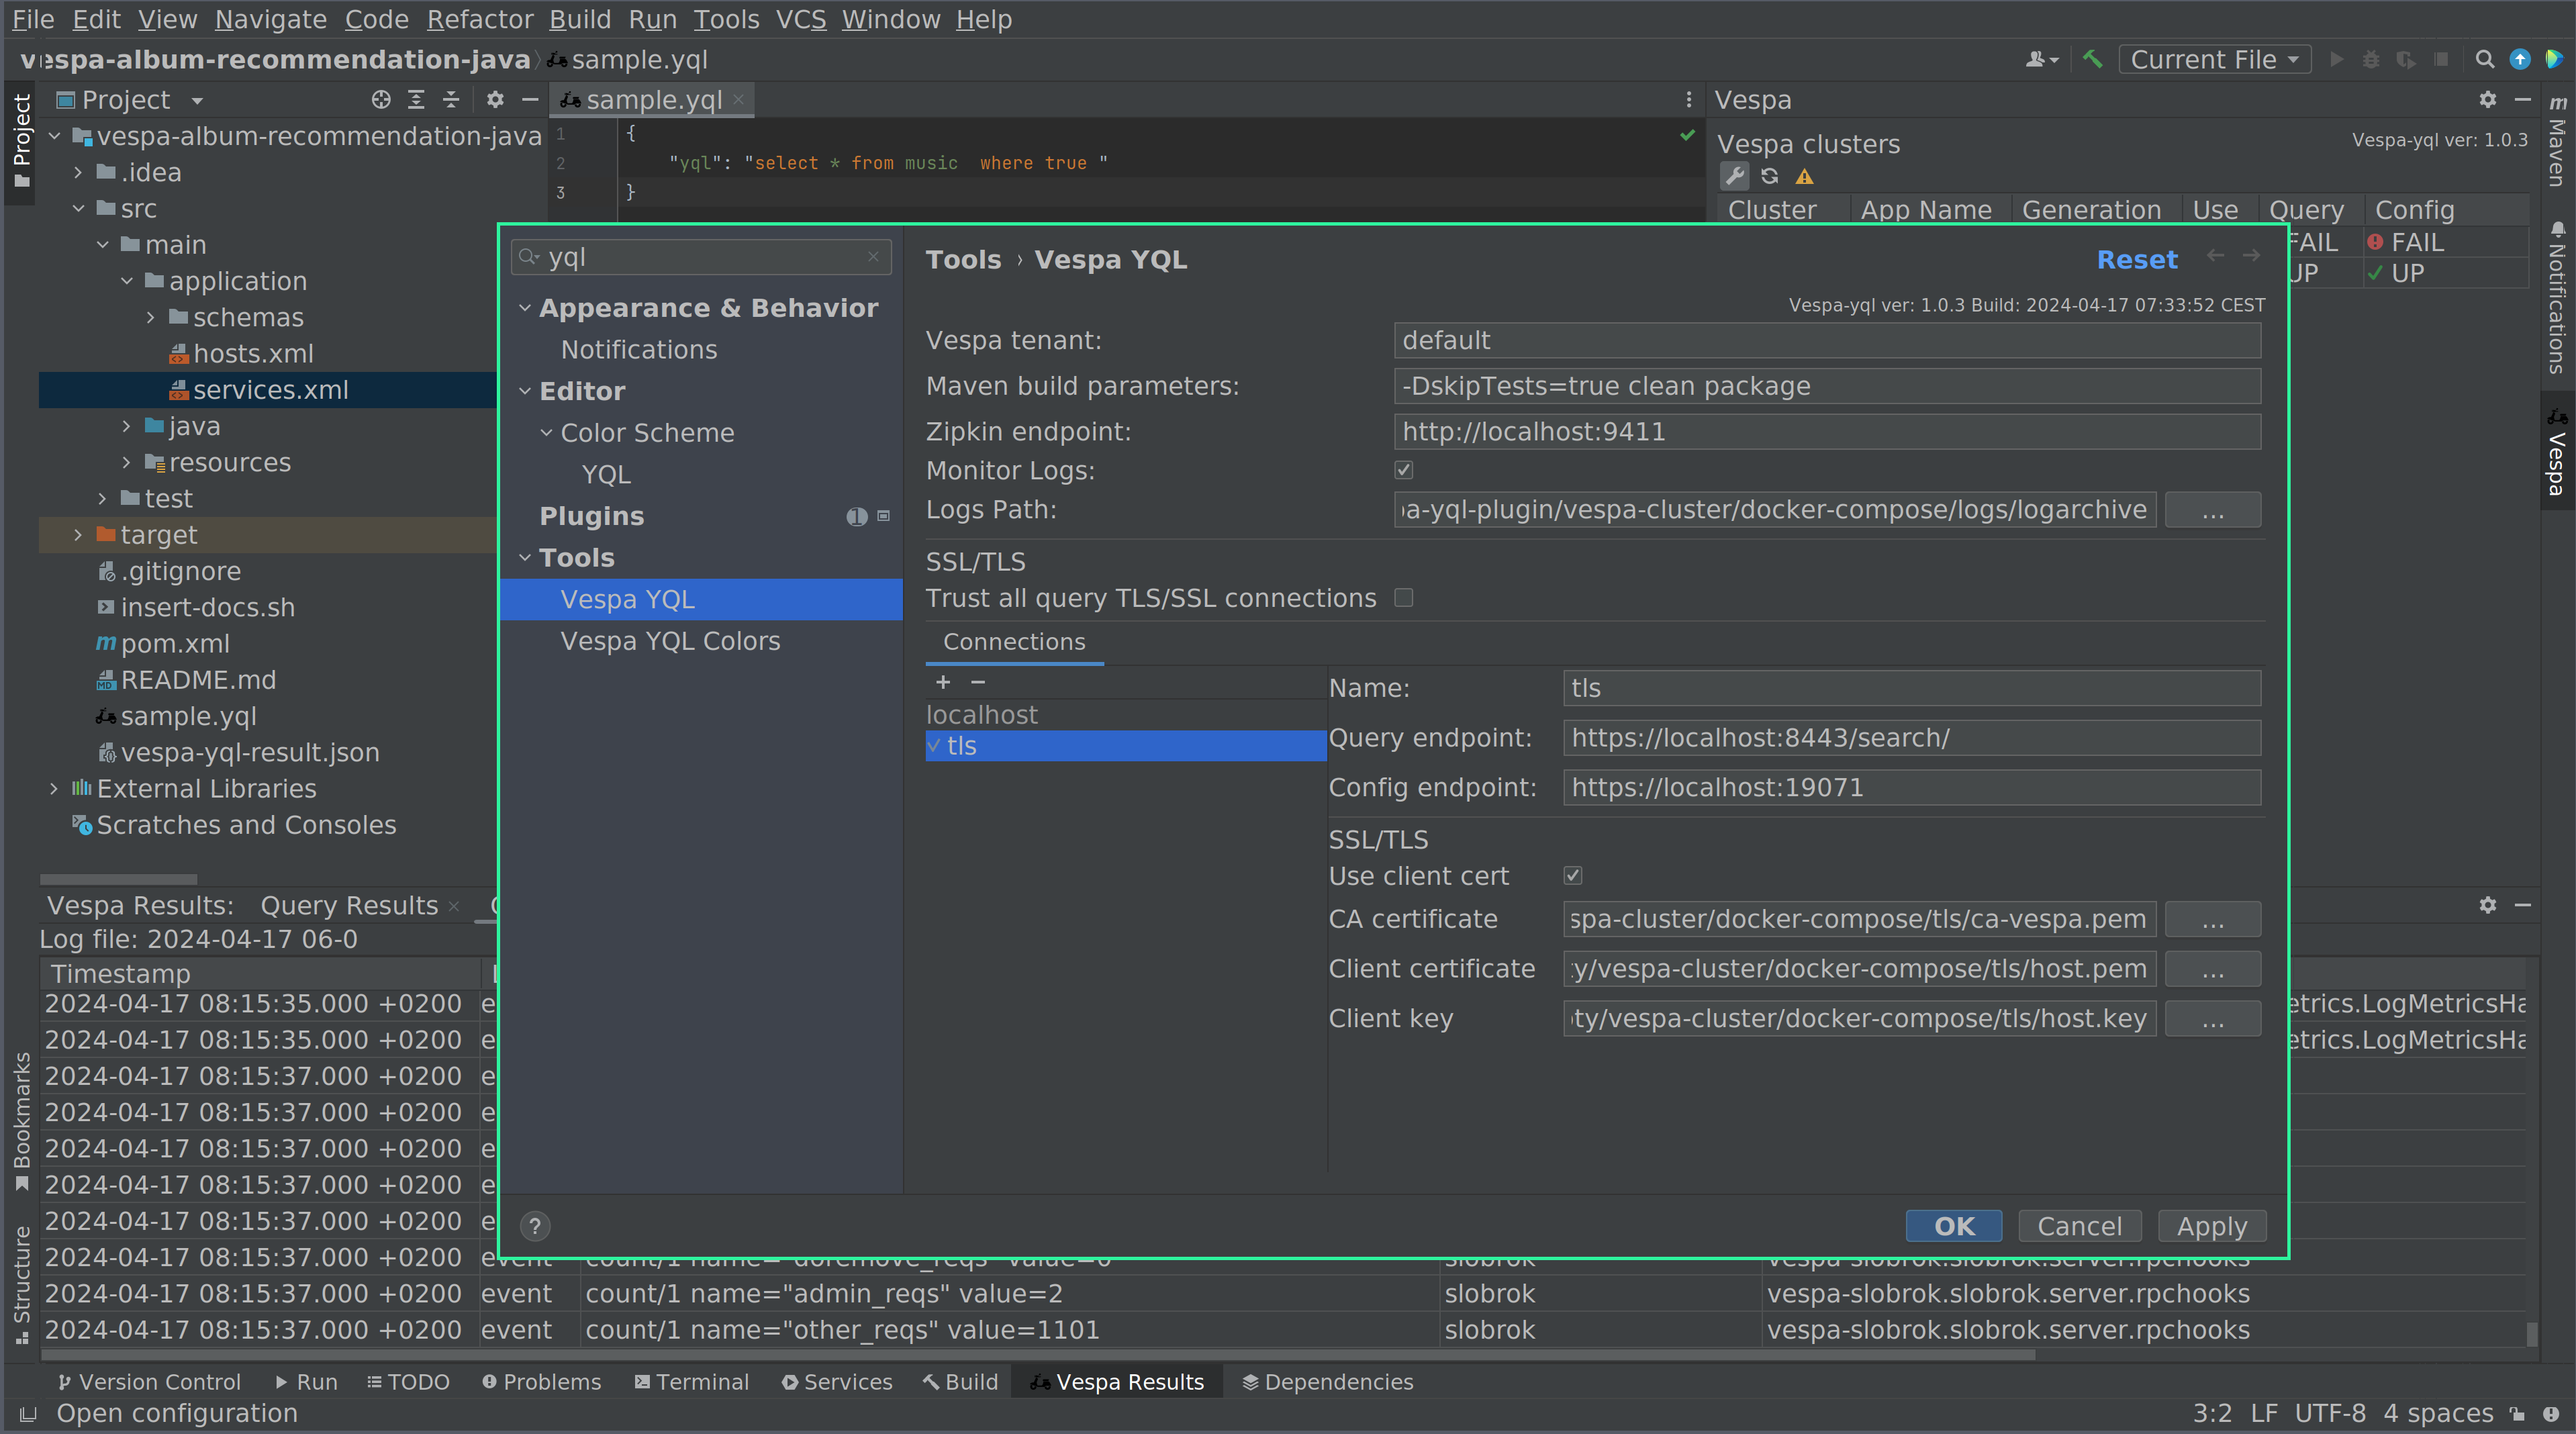 File Edit View Navigate Code Refactor Build Run Tools VCS Window Help
vespa-album-recommendation-java sample.yql Current File
Project sample.yql Vespa
Project
vespa-album-recommendation-java
.idea
src
main
application
schemas
hosts.xml
services.xml
java
resources
test
target
.gitignore
insert-docs.sh
pom.xml
README.md
sample.yql
vespa-yql-result.json
External Libraries
Scratches and Consoles
1 {
2 "yql": "select * from music where true "
3 }
Vespa clusters Vespa-yql ver: 1.0.3
Cluster App Name Generation Use Query Config
FAIL FAIL
UP UP
Maven
Notifications
Vespa
yql
Appearance & Behavior
Notifications
Editor
Color Scheme
YQL
Plugins 1
Tools
Vespa YQL
Vespa YQL Colors
Tools › Vespa YQL Reset
Vespa-yql ver: 1.0.3 Build: 2024-04-17 07:33:52 CEST
Vespa tenant: default
Maven build parameters: -DskipTests=true clean package
Zipkin endpoint: http://localhost:9411
Monitor Logs:
Logs Path: a-yql-plugin/vespa-cluster/docker-compose/logs/logarchive ...
SSL/TLS
Trust all query TLS/SSL connections
Connections
+ −
localhost
tls
Name: tls
Query endpoint: https://localhost:8443/search/
Config endpoint: https://localhost:19071
SSL/TLS
Use client cert
CA certificate spa-cluster/docker-compose/tls/ca-vespa.pem ...
Client certificate y/vespa-cluster/docker-compose/tls/host.pem ...
Client key ty/vespa-cluster/docker-compose/tls/host.key ...
? OK Cancel Apply
Vespa Results: Query Results
Log file: 2024-04-17 06-0
Timestamp
2024-04-17 08:15:35.000 +0200 e etrics.LogMetricsHa
2024-04-17 08:15:35.000 +0200 e etrics.LogMetricsHa
2024-04-17 08:15:37.000 +0200 e
2024-04-17 08:15:37.000 +0200 e
2024-04-17 08:15:37.000 +0200 e
2024-04-17 08:15:37.000 +0200 e
2024-04-17 08:15:37.000 +0200 e
2024-04-17 08:15:37.000 +0200 event count/1 name="doremove_reqs" value=0 slobrok vespa-slobrok.slobrok.server.rpchooks
2024-04-17 08:15:37.000 +0200 event count/1 name="admin_reqs" value=2 slobrok vespa-slobrok.slobrok.server.rpchooks
2024-04-17 08:15:37.000 +0200 event count/1 name="other_reqs" value=1101 slobrok vespa-slobrok.slobrok.server.rpchooks
Bookmarks
Structure
Version Control Run TODO Problems Terminal Services Build Vespa Results Dependencies
Open configuration 3:2 LF UTF-8 4 spaces